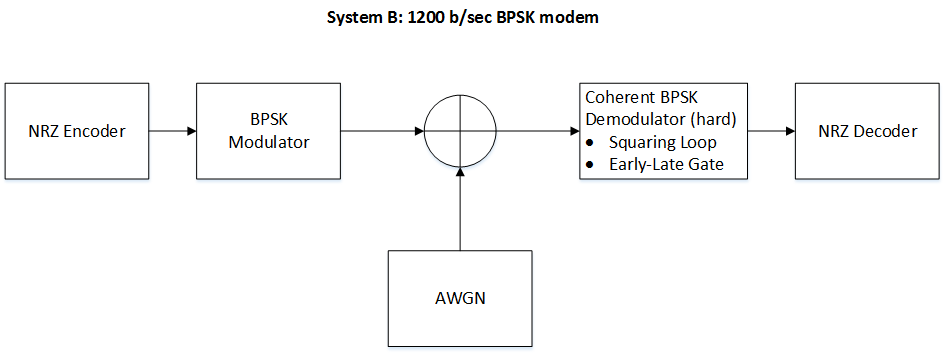 System B: 1200 b/sec BPSK modem
NRZ Encoder
BPSK
Modulator
Coherent BPSK
Demodulator (hard)
● Squaring Loop
● Early-Late Gate
NRZ Decoder
AWGN